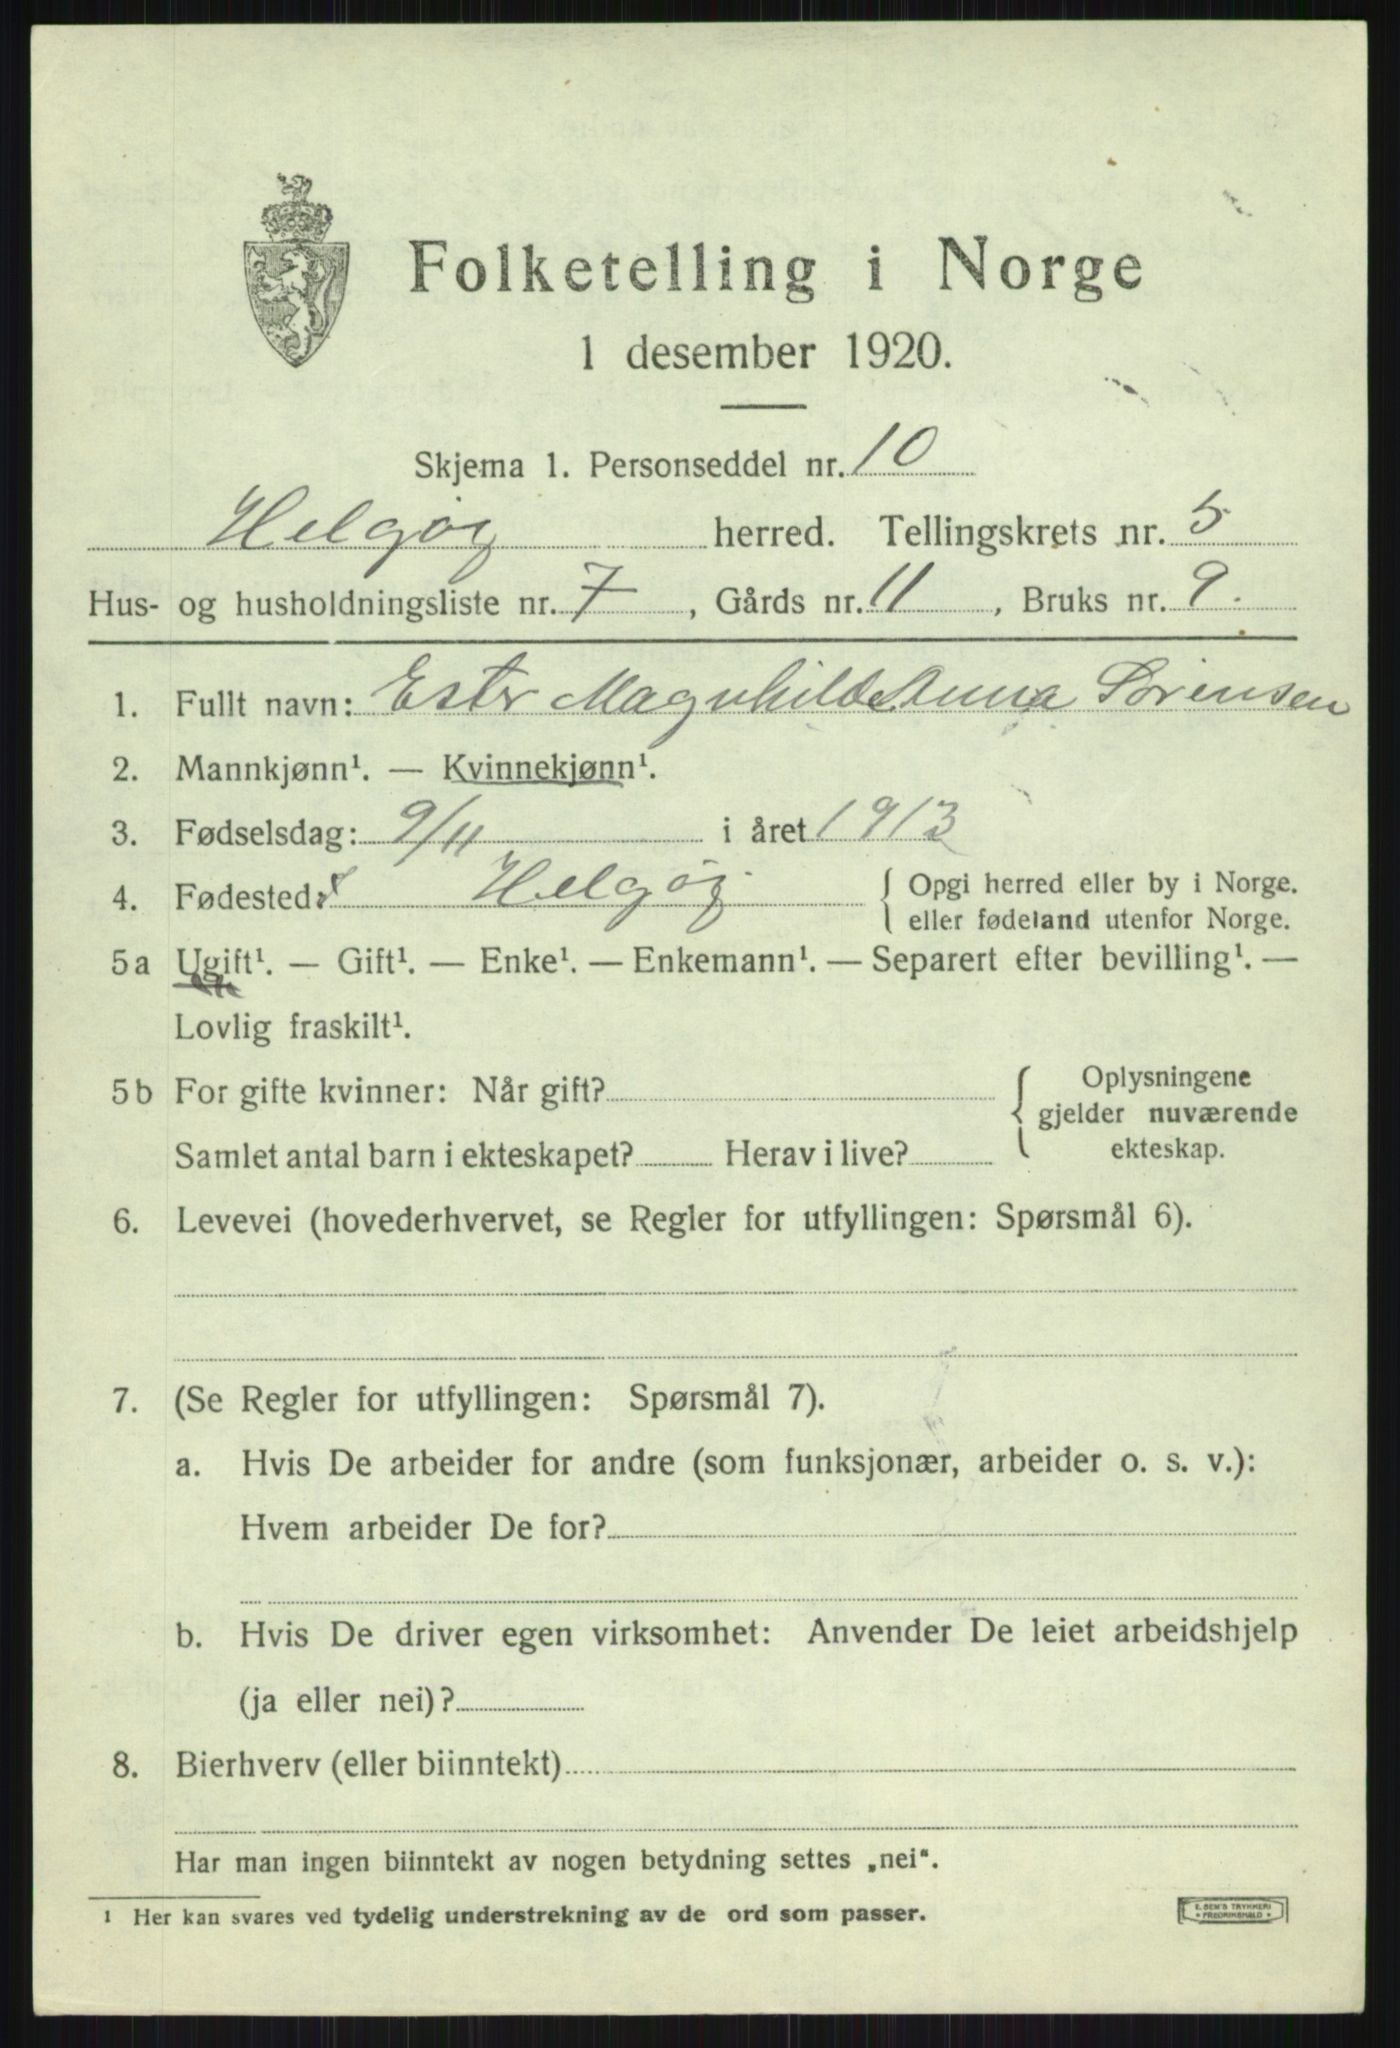 Folketelling i Norge
1 desember 1920.
Skjema 1. Personseddel nr. 10
Helgøy herred. Tellingskrets nr. 5
Hus- og husholdningsliste nr. 7, Gårds nr. 11, Bruks nr. 9.
1. Fullt navn: Ester Magnhilde Anna Sørensen
2. Mannkjønn¹. — Kvinnekjønn¹.
3. Fødselsdag: 9/11 i året 1913
4. Fødested: Helgøy { Opgi herred eller by i Norge.
eller fødeland utenfor Norge.
5a Ugift¹. — Gift¹. — Enke¹. — Enkemann¹. — Separert efter bevilling¹. —
Lovlig fraskilt¹.
5b For gifte kvinner: Når gift? { Oplysningene
gjelder nuværende
Samlet antal barn i ekteskapet? Herav i live? ekteskap.
6. Levevei (hovederhvervet, se Regler for utfyllingen: Spørsmål 6).
7. (Se Regler for utfyllingen: Spørsmål 7).
a. Hvis De arbeider for andre (som funksjonær, arbeider o. s. v.):
Hvem arbeider De for?
b. Hvis De driver egen virksomhet: Anvender De leiet arbeidshjelp
(ja eller nei)?
8. Bierhverv (eller biinntekt)
Har man ingen biinntekt av nogen betydning settes „nei“.
¹ Her kan svares ved tydelig understrekning av de ord som passer.
E. SEM'S TRYKKERI
FREDRIKSHALD